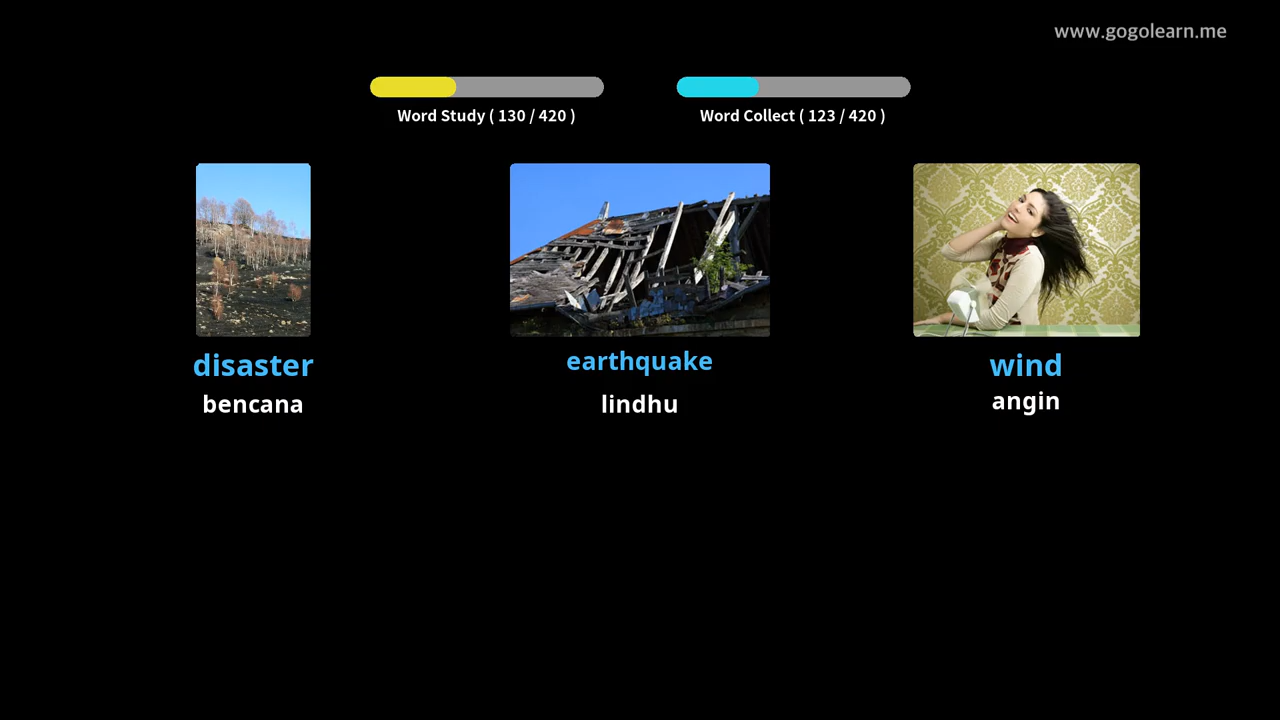 www.gogolearn.me
Word Study ( 130 / 420 )
Word Collect ( 123 / 420 )
disaster
bencana
earthquake
lindhu
wind
angin